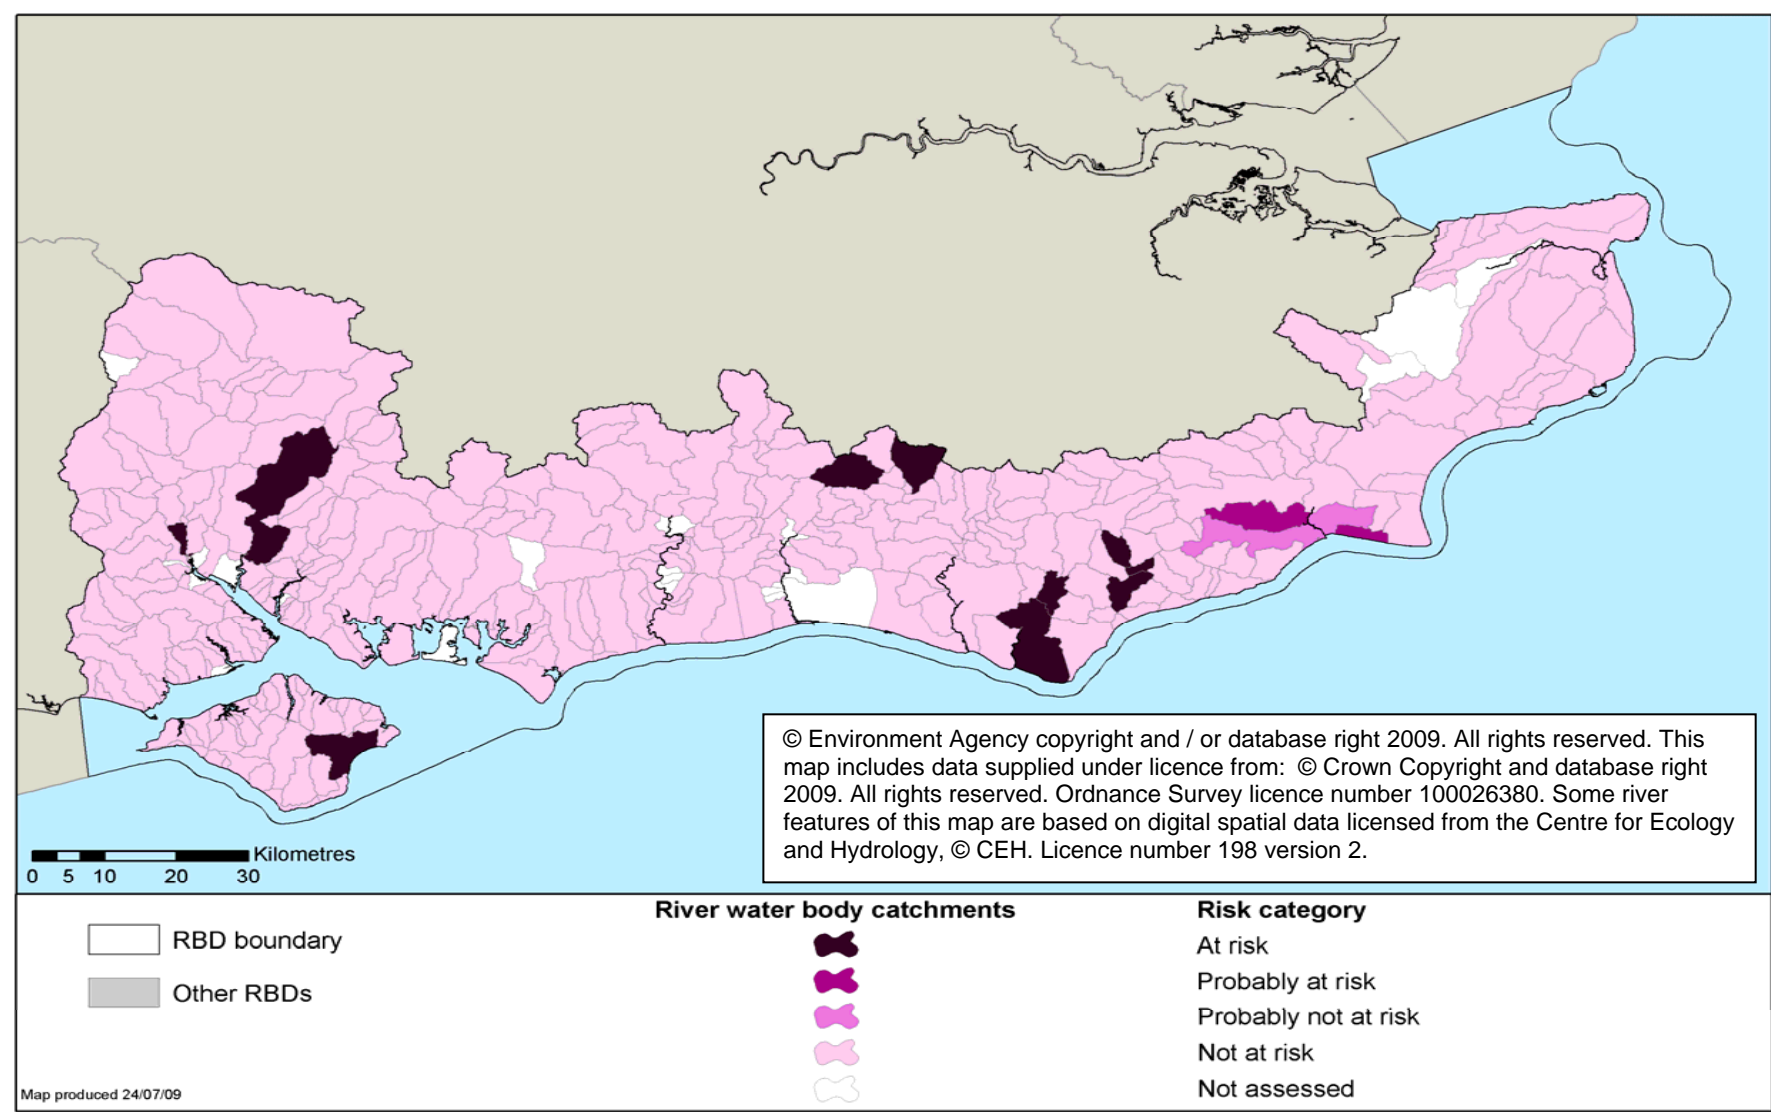 © Environment Agency copyright and / or database right 2009. All rights reserved. This
map includes data supplied under licence from:  © Crown Copyright and database right
2009. All rights reserved. Ordnance Survey licence number 100026380. Some river
features of this map are based on digital spatial data licensed from the Centre for Ecology
and Hydrology, © CEH. Licence number 198 version 2.
Kilometres
0 5 10 20 30
RBD boundary
Other RBDs
River water body catchments
Risk category
At risk
Probably at risk
Probably not at risk
Not at risk
Not assessed
Map produced 24/07/09